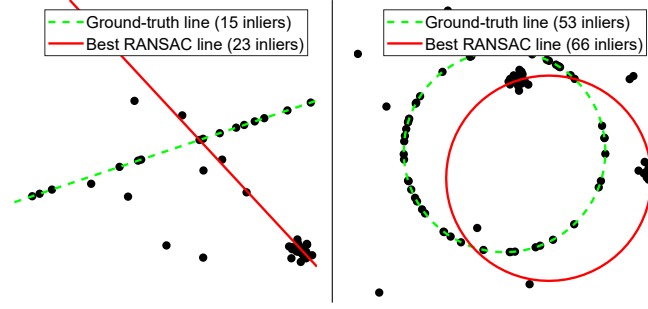 Ground-truth line (15 inliers)
Best RANSAC line (23 inliers)
Ground-truth line (53 inliers)
Best RANSAC line (66 inliers)